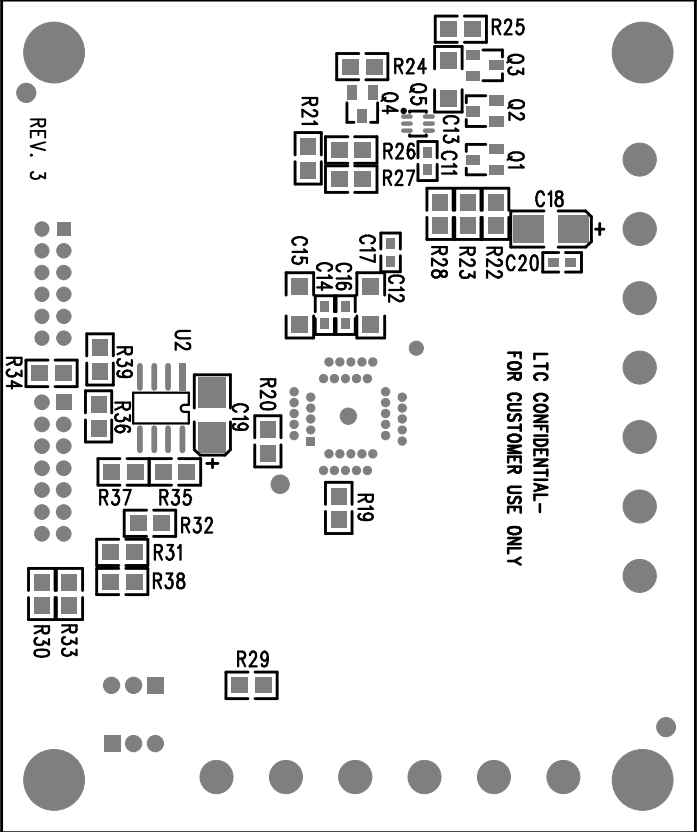 R25
R24
Q3
Q5
Q4
Q2
R21
C13
REV. 3
R26
C11
Q1
R27
C18
+
C15
C17
R28
R23
R22
C20
C14
C16
C12
U2
R39
R34
LTC CONFIDENTIAL-
FOR CUSTOMER USE ONLY
R20
C19
R36
+
R37
R35
R19
R32
R31
R38
R30
R33
R29